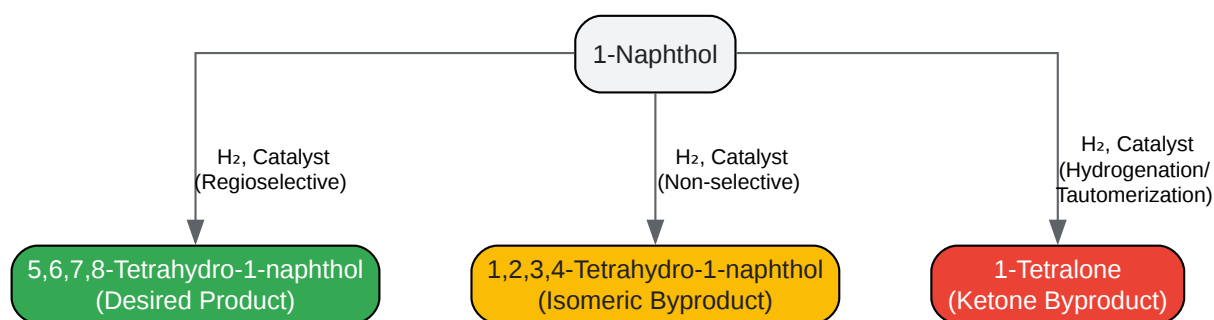 1-Naphthol
H₂, Catalyst
(Regioselective)
H₂, Catalyst
(Non-selective)
H₂, Catalyst
(Hydrogenation/
Tautomerization)
5,6,7,8-Tetrahydro-1-naphthol
(Desired Product)
1,2,3,4-Tetrahydro-1-naphthol
(Isomeric Byproduct)
1-Tetralone
(Ketone Byproduct)